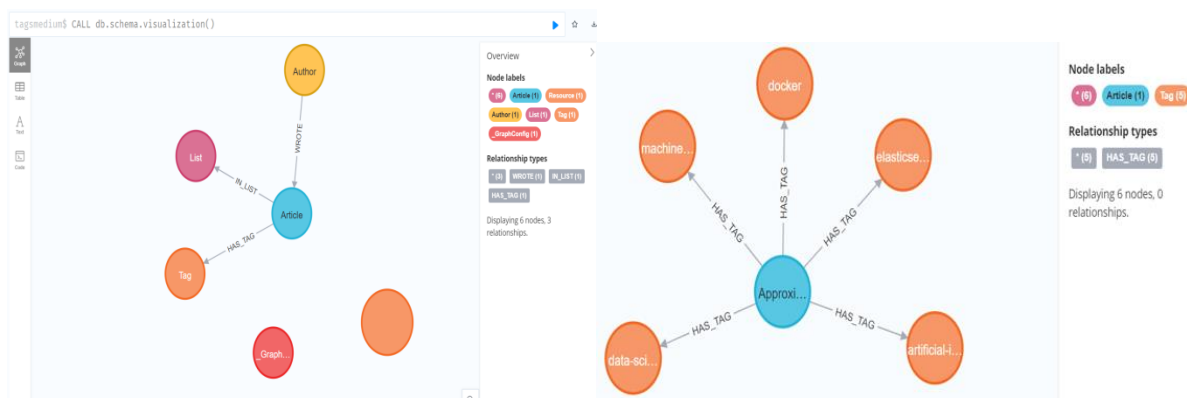 tagsmedium$ CALL db.schema.visualization()
Graph
Table
Text
Code
Author
WROTE
List
IN_LIST
Article
HAS_TAG
Tag
_Graph...
Overview
Node labels
* (6) Article (1) Resource (1)
Author (1) List (1) Tag (1)
_GraphConfig (1)
Relationship types
* (3) WROTE (1) IN_LIST (1)
HAS_TAG (1)
Displaying 6 nodes, 3
relationships.
docker
machine...
elasticse...
HAS_TAG
HAS_TAG
HAS_TAG
Approxi...
HAS_TAG
HAS_TAG
data-sci...
artificial-i...
Node labels
* (6) Article (1) Tag (5)
Relationship types
* (5) HAS_TAG (5)
Displaying 6 nodes, 0
relationships.